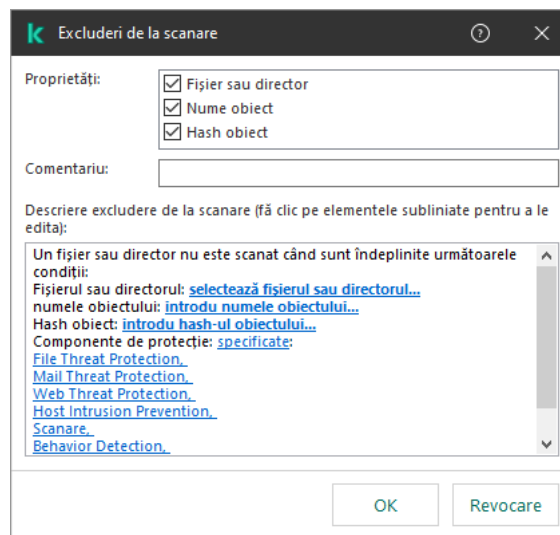 Excluderi de la scanare
Proprietăți:
Fișier sau director
Nume obiect
Hash obiect
Comentariu:
Descriere excludere de la scanare (fă clic pe elementele subliniate pentru a le
edita):
Un fișier sau director nu este scanat când sunt îndeplinite următoarele
condiții:
Fișierul sau directorul: selectează fișierul sau directorul...
numele obiectului: introdu numele obiectului...
Hash obiect: introdu hash-ul obiectului...
Componente de protecție: specificate:
File Threat Protection,
Mail Threat Protection,
Web Threat Protection,
Host Intrusion Prevention,
Scanare,
Behavior Detection,
OK Revocare